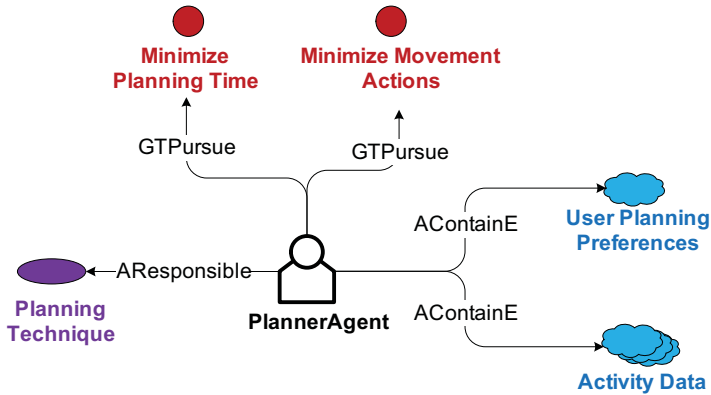 Minimize
Planning Time
Minimize Movement
Actions
GTPursue
GTPursue
AContainE
User Planning
Preferences
AResponsible
Planning
Technique
PlannerAgent
AContainE
Activity Data